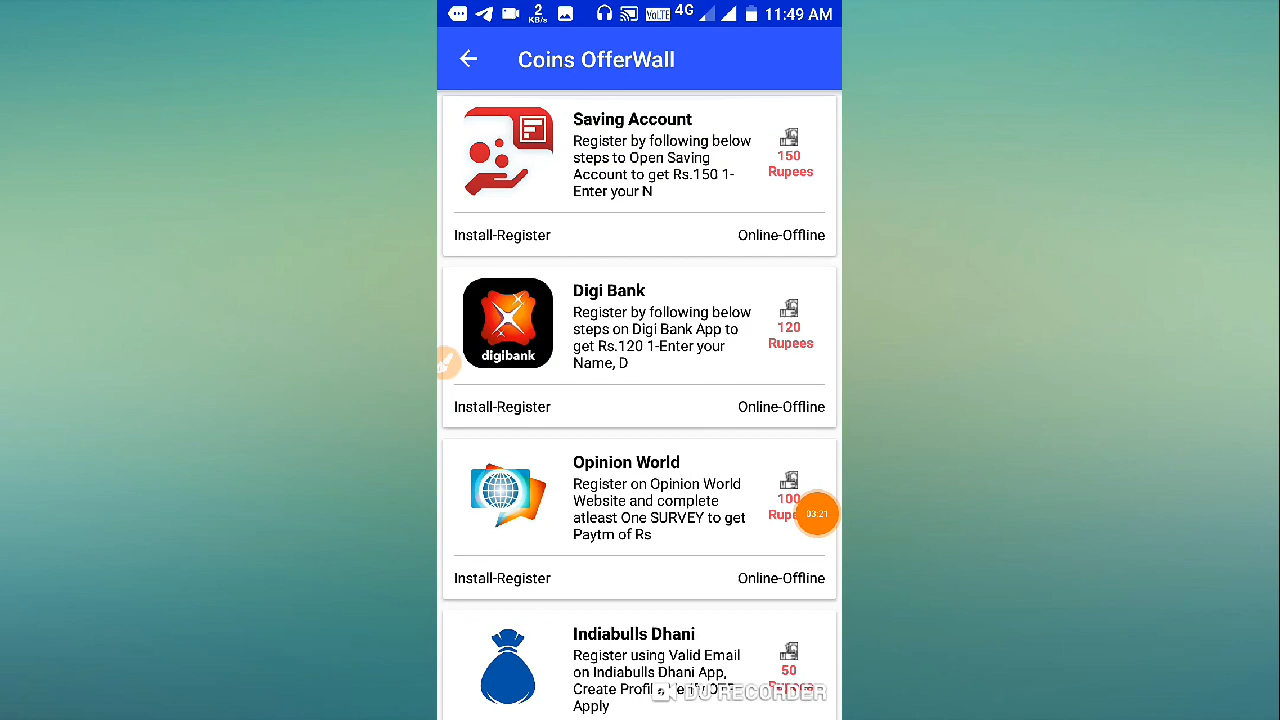 2
KB/s
VoLTE
4G
11:49 AM
Coins OfferWall
Saving Account
Register by following below
steps to Open Saving
Account to get Rs.150 1-
Enter your N
150
Rupees
Install-Register
Online-Offline
digibank
Digi Bank
Register by following below
steps on Digi Bank App to
get Rs.120 1-Enter your
Name, D
120
Rupees
Install-Register
Online-Offline
Opinion World
Register on Opinion World
Website and complete
atleast One SURVEY to get
Paytm of Rs
100
03:21
Install-Register
Online-Offline
Indiabulls Dhani
Register using Valid Email
on Indiabulls Dhani App,
Create
Apply
50
DU RECORDER